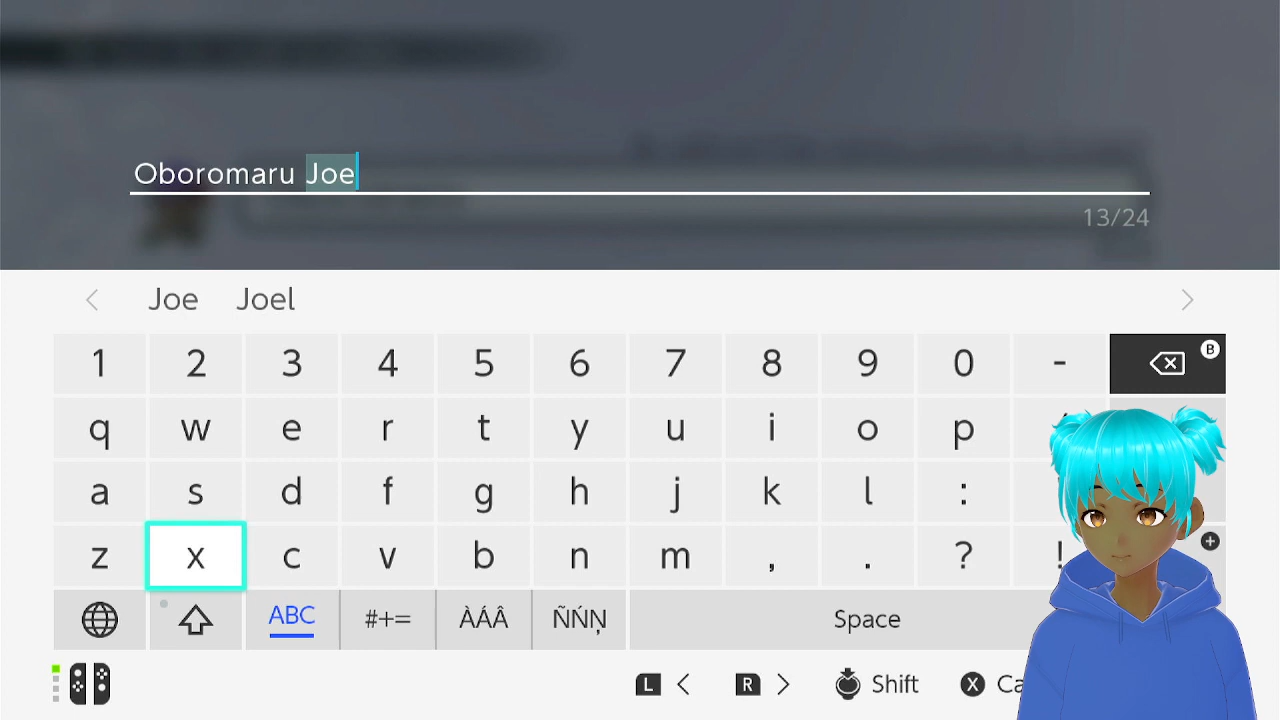 Oboromaru Joe
13/24
Joe Joel
1 2 3 4 5 6 7 8 9 0 - B
q w e r t y u i o p
a s d f g h j k l :
z x c v b n m , . ? ! +
ABC #+= ÀÁÂ ÑŃŅ Space
L R Shift X Ca